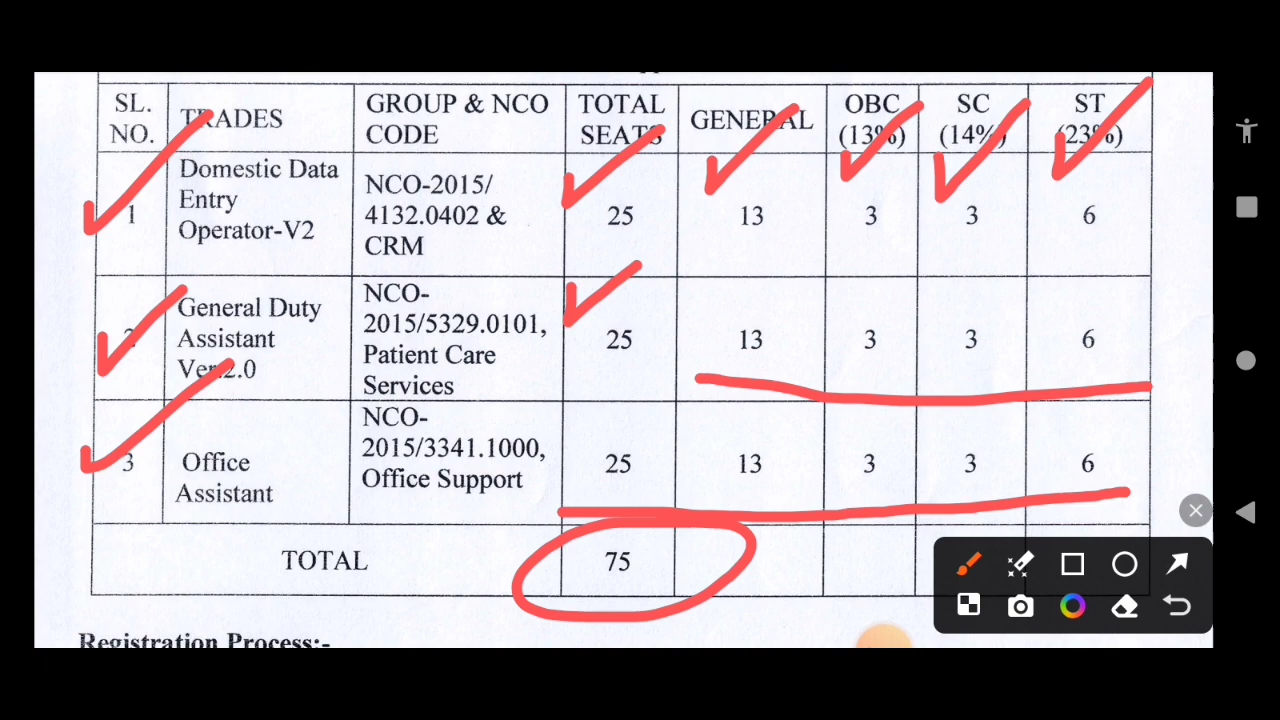 SL. NO.
TRADES
GROUP & NCO CODE
TOTAL SEATS
GENERAL
OBC (13%)
SC (14%)
ST (23%)
1
Domestic Data
Entry
Operator-V2
NCO-2015/
4132.0402 &
CRM
25
13
3
3
6
2
General Duty
Assistant
Ver.2.0
NCO-
2015/5329.0101,
Patient Care
Services
25
13
3
3
6
3
Office
Assistant
NCO-
2015/3341.1000,
Office Support
25
13
3
3
6
TOTAL
75
Registration Process:-